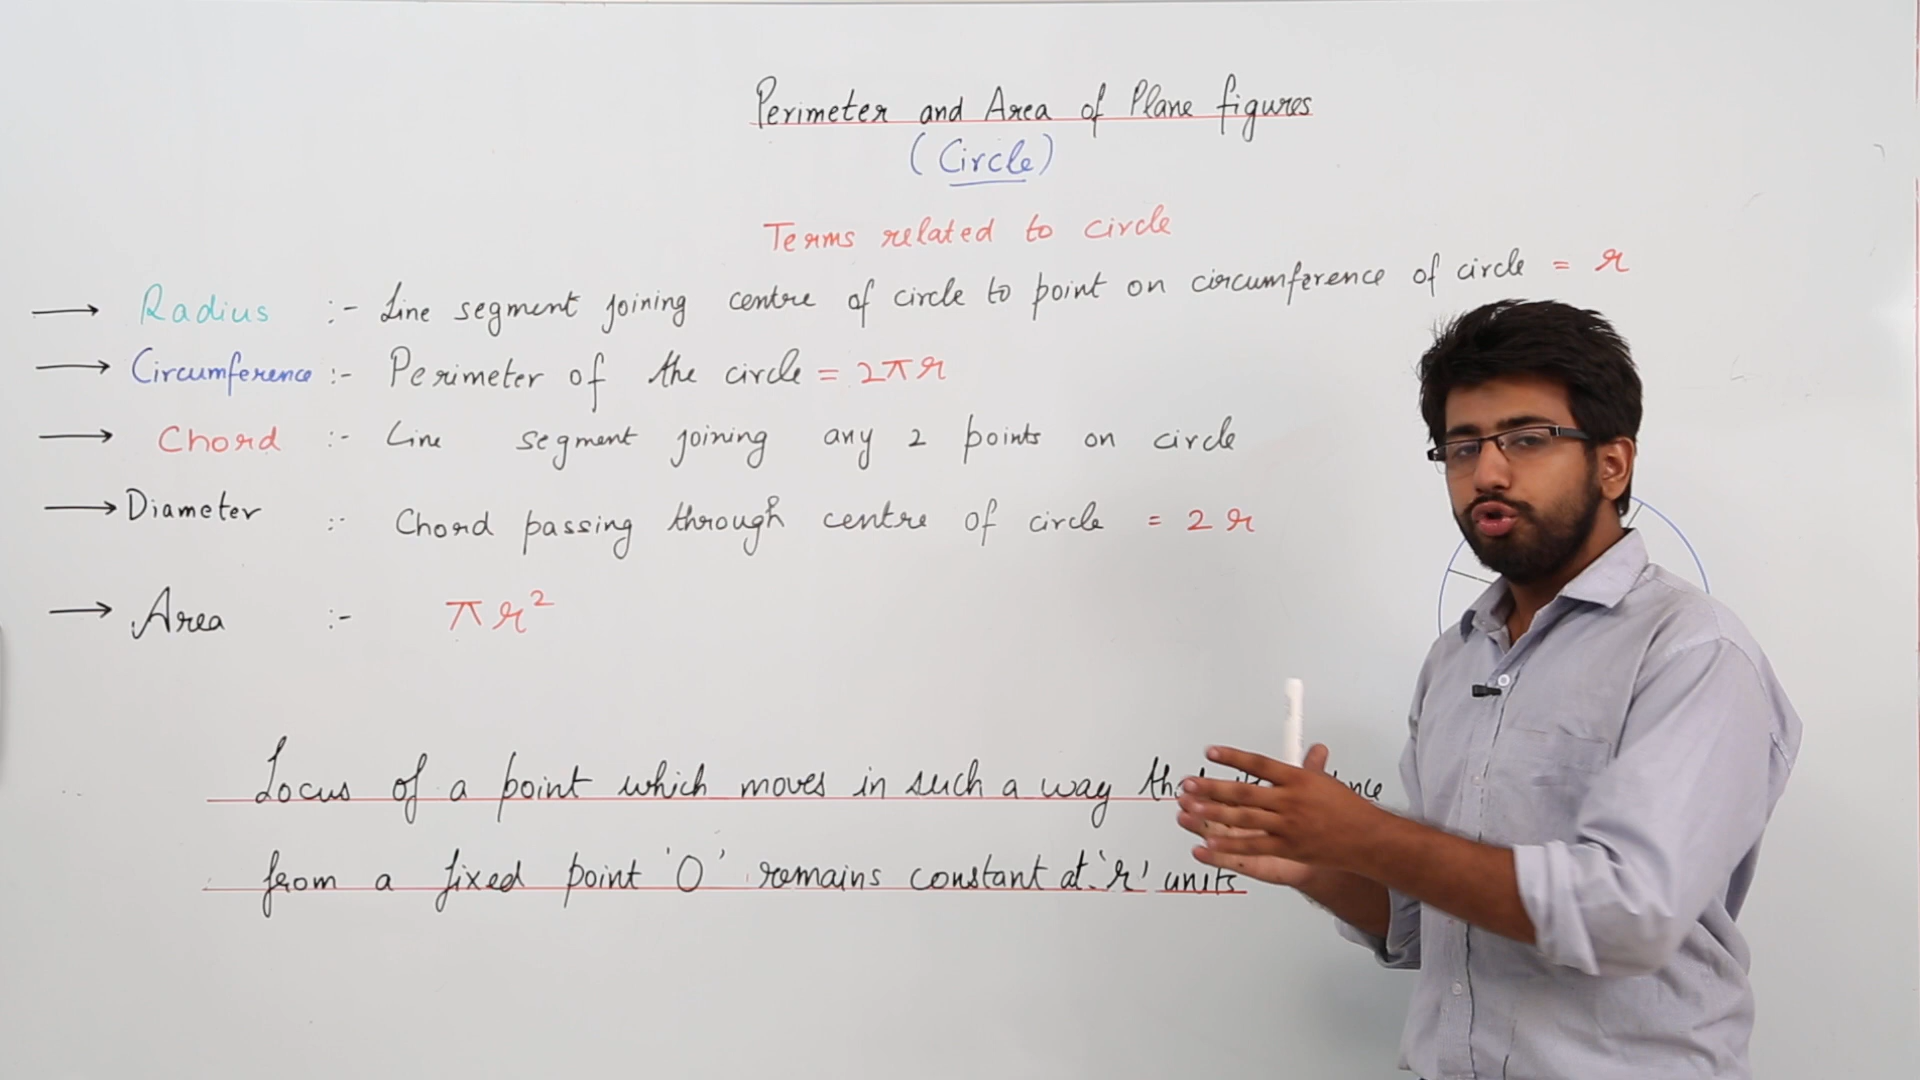 Perimeter and Area of Plane figures
(Circle)
Terms related to circle
→ Radius :- Line segment joining centre of circle to point on circumference of circle = r
→ Circumference :- Perimeter of the circle = 2πr
→ Chord :- Line segment joining any 2 points on circle
→ Diameter :- Chord passing through centre of circle = 2r
→ Area :- πr²
Locus of a point which moves in such a way
from a fixed point 'O' remains constant at 'r' units